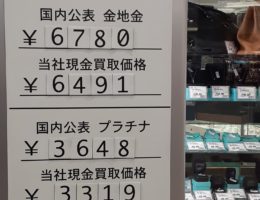 国内公表 金地金
¥ 6780
当社現金買取価格
¥ 6491
国内公表 プラチナ
¥ 3648
当社現金買取価格
¥ 3319